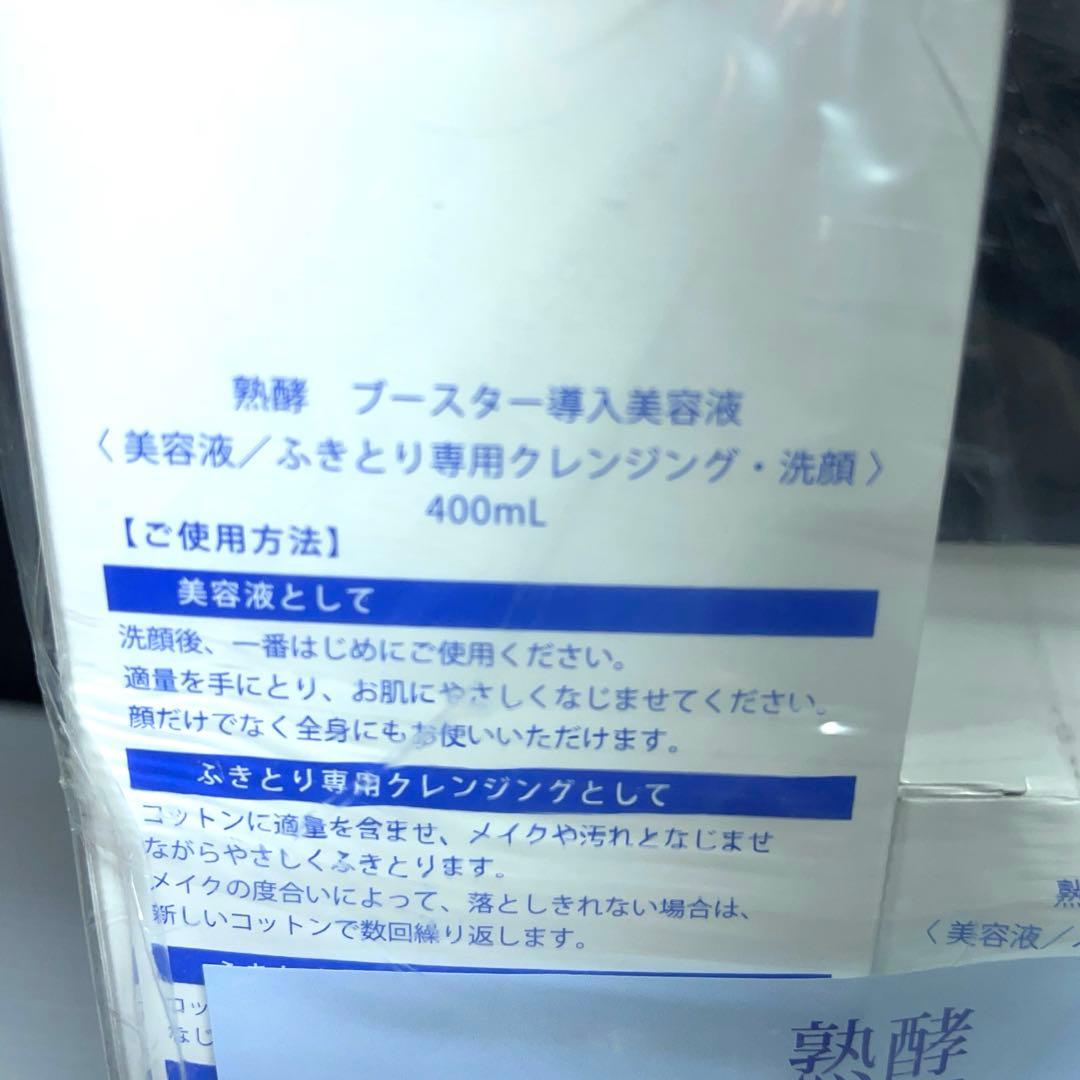 熟酵　ブースター導入美容液
〈 美容液／ふきとり専用クレンジング・洗顔 〉
400mL
【ご使用方法】
美容液として
洗顔後、一番はじめにご使用ください。
適量を手にとり、お肌にやさしくなじませてください。
顔だけでなく全身にもお使いいただけます。
ふきとり専用クレンジングとして
コットンに適量を含ませ、メイクや汚れとなじませ
ながらやさしくふきとります。
メイクの度合いによって、落としきれない場合は、
新しいコットンで数回繰り返します。
コッ
なじ
熟
〈 美容液／
熟酵